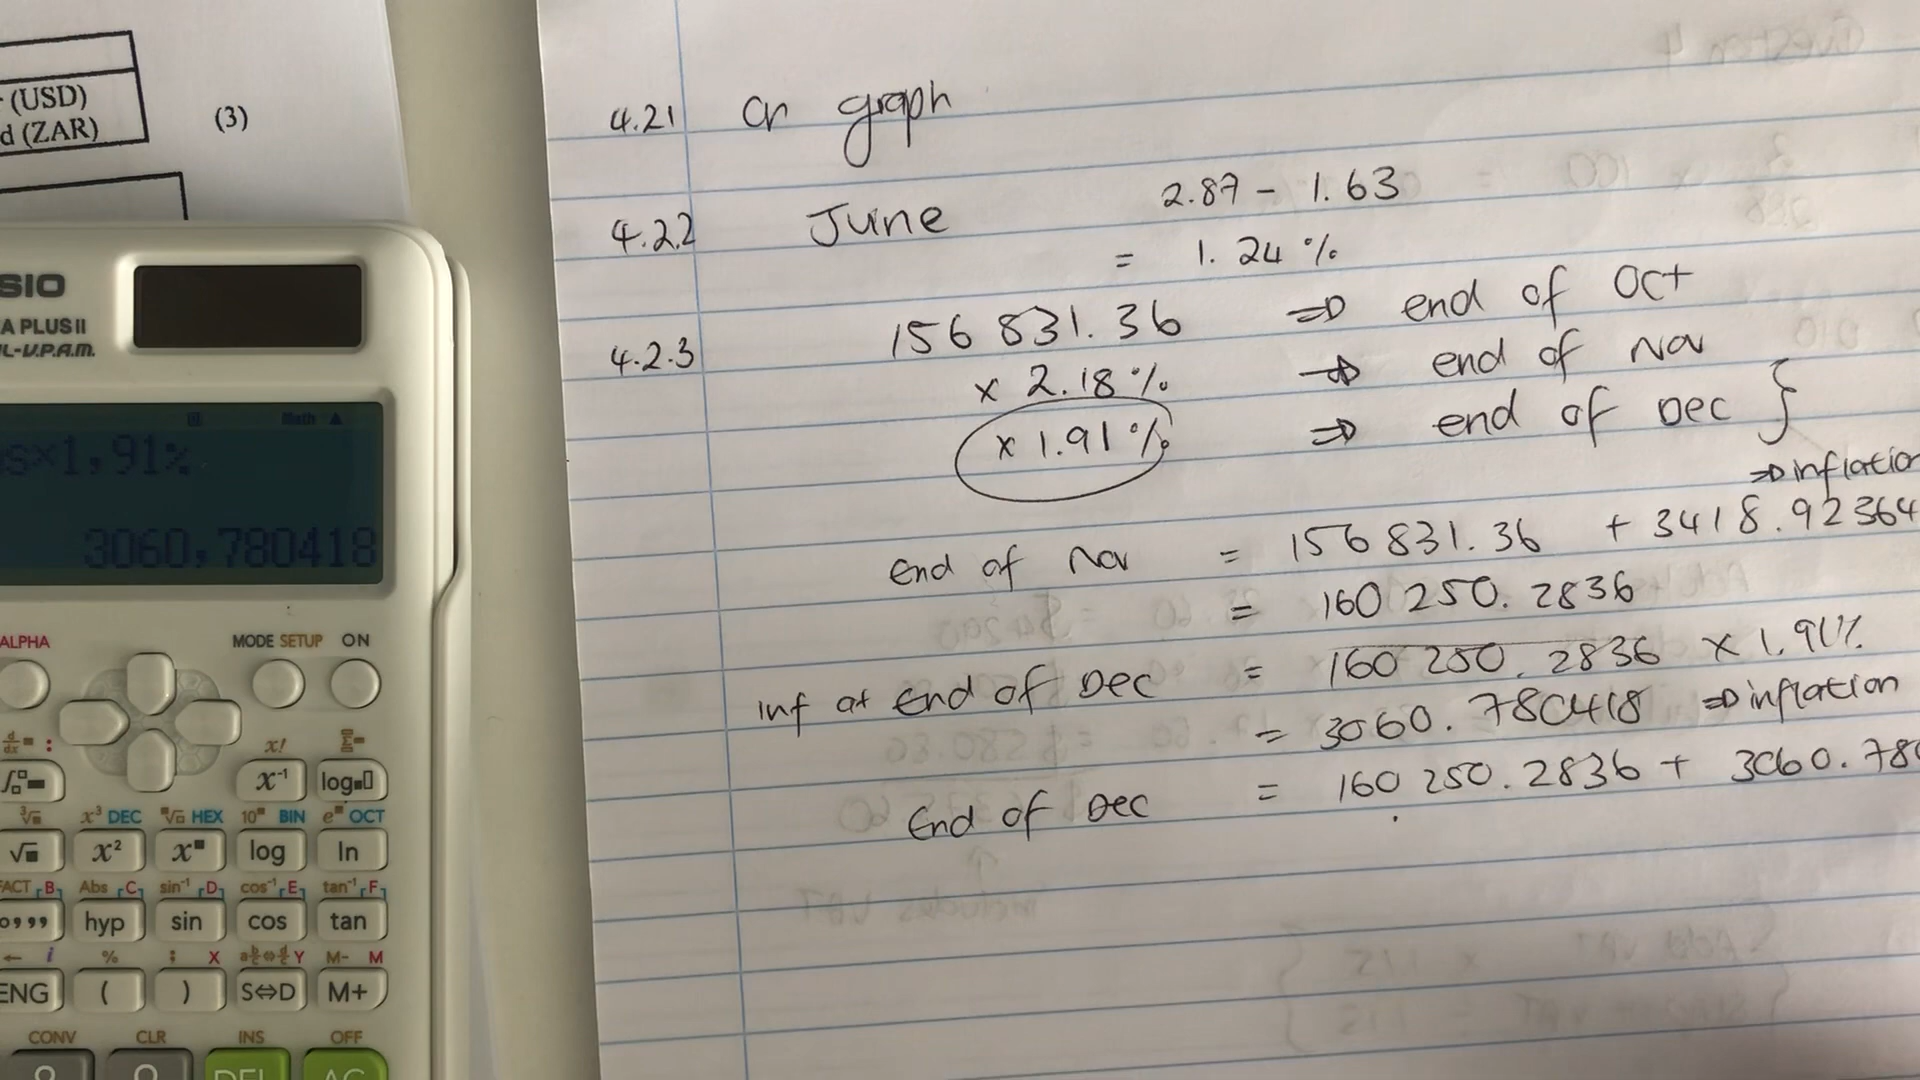 (USD)
d (ZAR)
(3)
4.21 on graph
4.2.2 June 2.87 - 1.63
= 1.24 %
4.2.3 156 831.36 ⇒ end of Oct
x 2.18 % ⇒ end of Nov
x 1.91 % ⇒ end of Dec }
⇒ inflation
End of Nov = 156 831.36 + 3418.92364
= 160 250.2836
Inf at end of Dec = 160 250.2836 x 1.91%
= 3060.780418 ⇒ inflation
End of Dec = 160 250.2836 + 3060.780
SIO
A PLUS II
L-V.P.A.M.
Math ▲
s×1,91%
3060,780418
ALPHA MODE SETUP ON
x! Σ=
x⁻¹ log
x³ DEC HEX 10 BIN e OCT
√ x² x log ln
FACT B Abs C sin⁻¹ D cos⁻¹ E tan⁻¹ F
hyp sin cos tan
← i % ; X Y M- M
ENG ( ) S⇔D M+
CONV CLR INS OFF
DEL AC